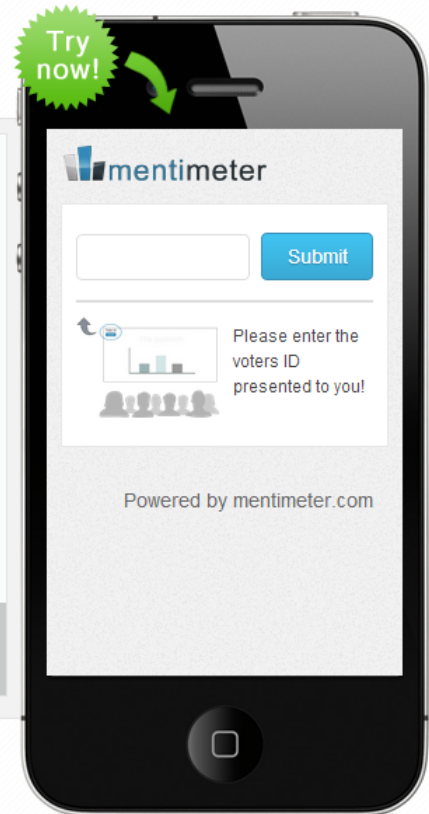 Try
now!
mentimeter
Submit
Please enter the
voters ID
presented to you!
Powered by mentimeter.com